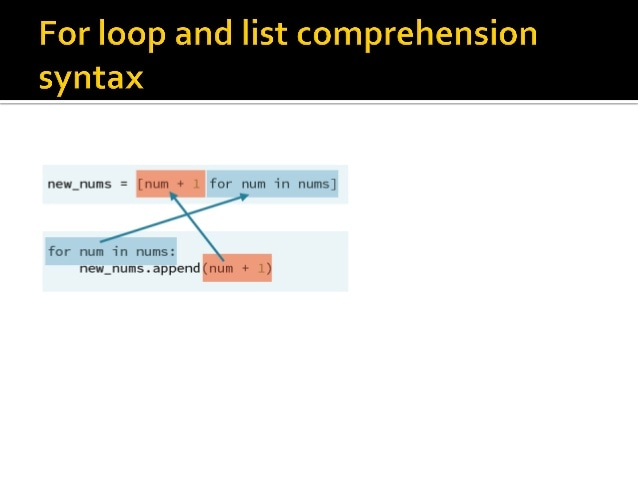 For loop and list comprehension
syntax
new_nums = [num + 1 for num in nums]
for num in nums:
new_nums.append(num + 1)